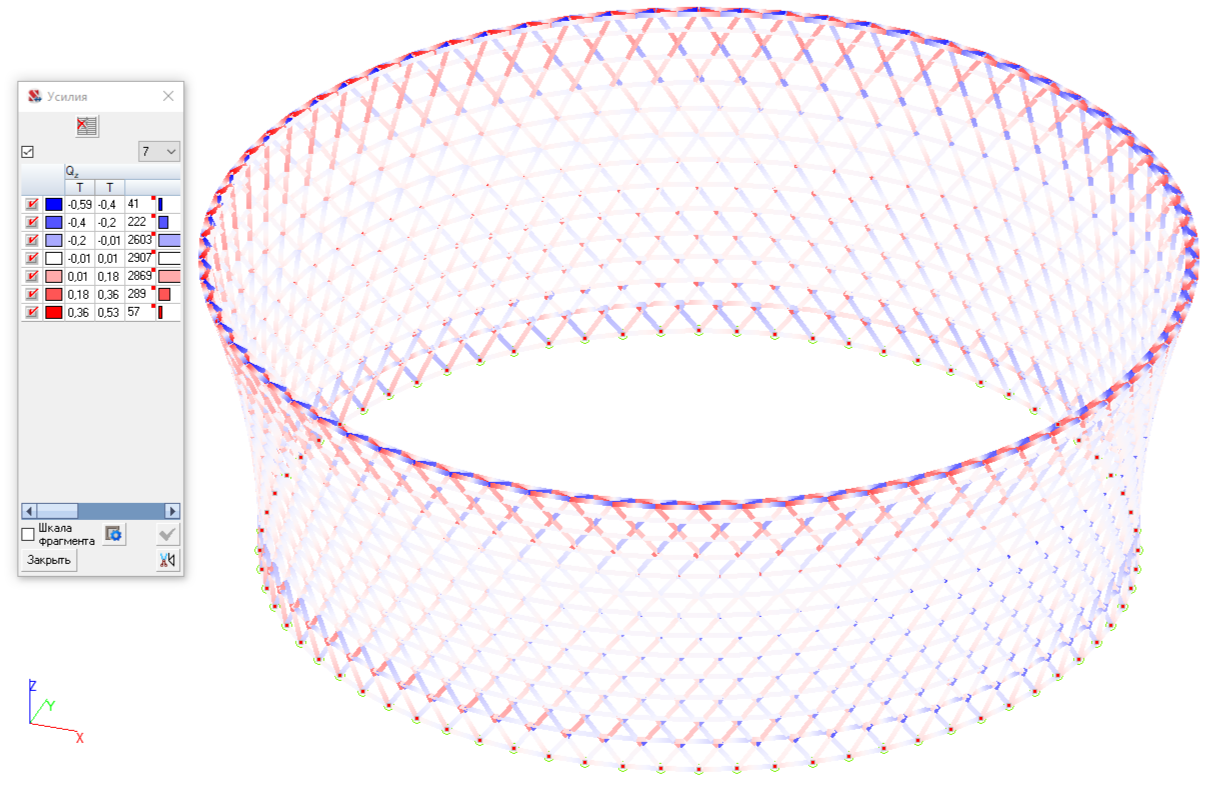 Усилия
7
Qz
T T
-0,59 -0,4 41
-0,4 -0,2 222
-0,2 -0,01 2603
-0,01 0,01 2907
0,01 0,18 2869
0,18 0,36 289
0,36 0,53 57
Шкала
фрагмента
Закрыть
Z
Y
X